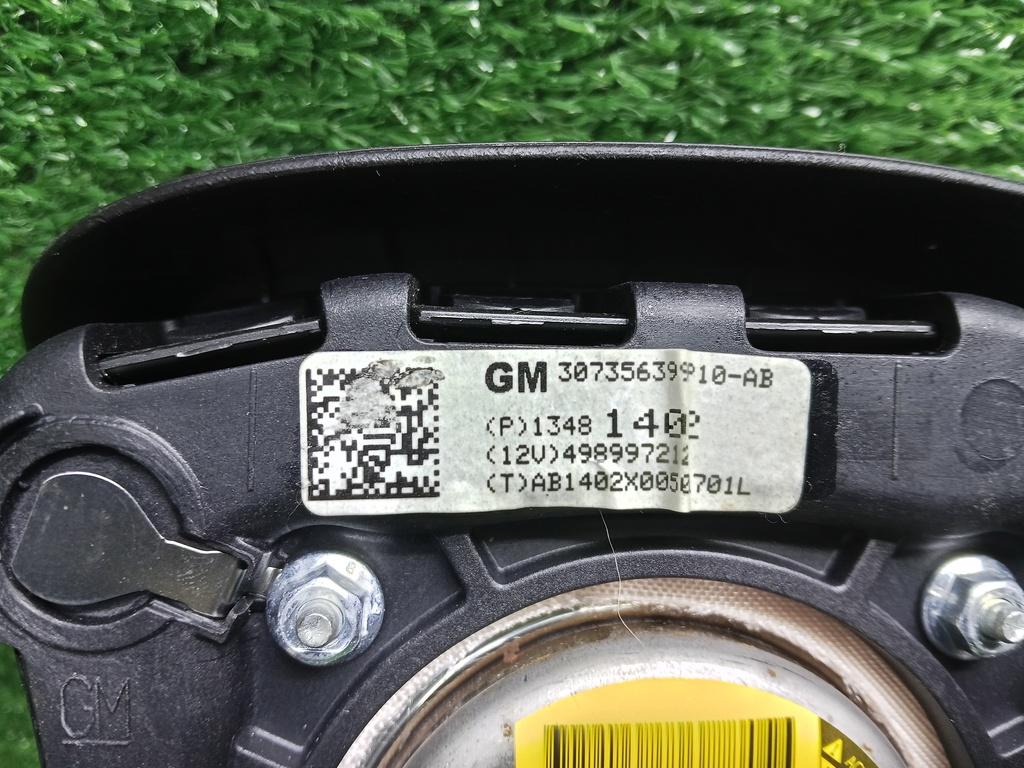 GM 30735639910-AB
(P)1348 1402
(12V)498997212
(T)AB1402X0050701L
GM